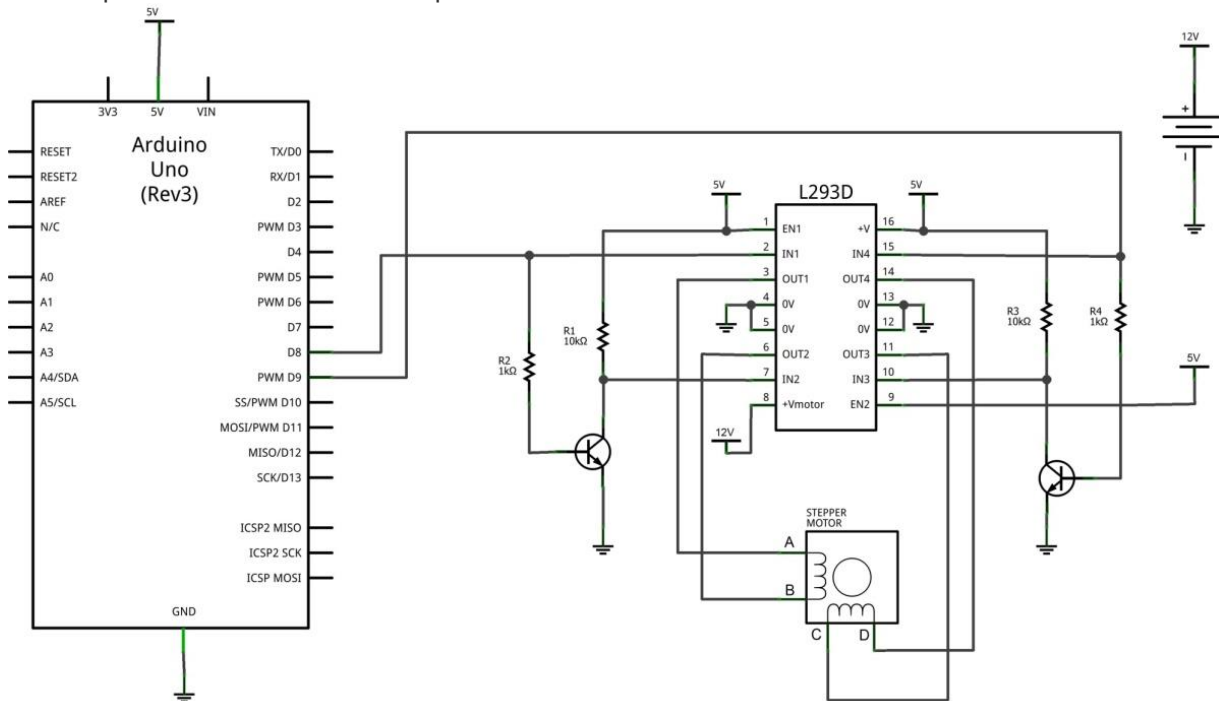 5V
3V3
5V
VIN
Arduino
Uno
(Rev3)
RESET
RESET2
AREF
N/C
A0
A1
A2
A3
A4/SDA
A5/SCL
TX/D0
RX/D1
D2
PWM D3
D4
PWM D5
PWM D6
D7
D8
PWM D9
SS/PWM D10
MOSI/PWM D11
MISO/D12
SCK/D13
ICSP2 MISO
ICSP2 SCK
ICSP MOSI
GND
R2
1kΩ
R1
10kΩ
5V
L293D
5V
1 EN1
2 IN1
3 OUT1
4 0V
5 0V
6 OUT2
7 IN2
8 +Vmotor
+V 16
IN4 15
OUT4 14
0V 13
0V 12
OUT3 11
IN3 10
EN2 9
12V
R3
10kΩ
R4
1kΩ
5V
12V
+
−
STEPPER
MOTOR
A
B
C
D